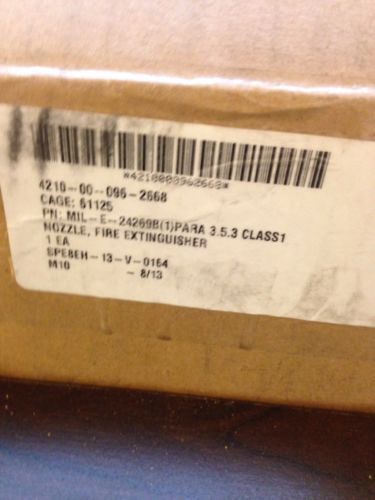 *4210000962668*
4210-00-096-2668
CAGE: 61125
PN: MIL-E-24269B(1)PARA 3.5.3 CLASS1
NOZZLE, FIRE EXTINGUISHER
1 EA
SPE8EH-13-V-0164
M10 - 8/13